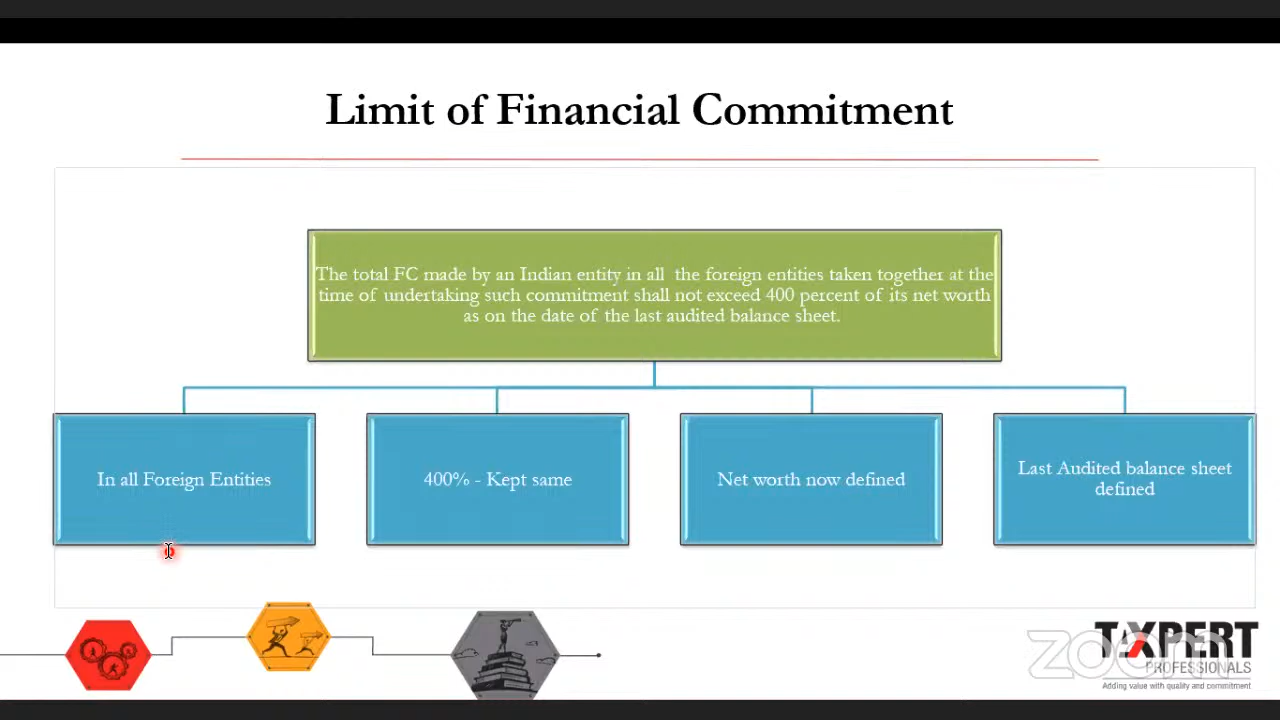 Limit of Financial Commitment
The total FC made by an Indian entity in all the foreign entities taken together at the
time of undertaking such commitment shall not exceed 400 percent of its net worth
as on the date of the last audited balance sheet.
In all Foreign Entities
400% - Kept same
Net worth now defined
Last Audited balance sheet
defined
TAXPERT
PROFESSIONALS
Adding value with quality and commitment
zoom